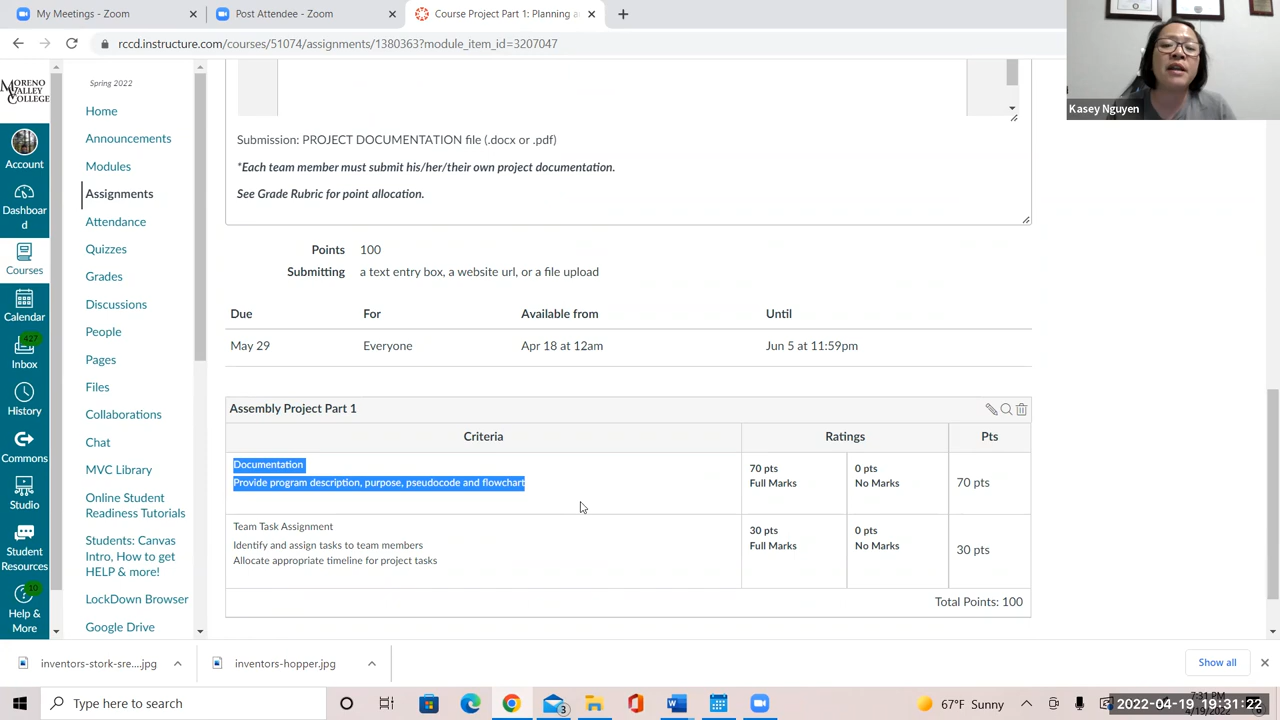 My Meetings - Zoom
Post Attendee - Zoom
Course Project Part 1: Planning a
rccd.instructure.com/courses/51074/assignments/1380363?module_item_id=3207047
Kasey Nguyen
MORENO
VALLEY
COLLEGE
Account
Dashboar
d
Courses
Calendar
427
Inbox
History
Commons
Studio
Student
Resources
10
Help &
More
Spring 2022
Home
Announcements
Modules
Assignments
Attendance
Quizzes
Grades
Discussions
People
Pages
Files
Collaborations
Chat
MVC Library
Online Student
Readiness Tutorials
Students: Canvas
Intro, How to get
HELP & more!
LockDown Browser
Google Drive
Submission: PROJECT DOCUMENTATION file (.docx or .pdf)
*Each team member must submit his/her/their own project documentation.
See Grade Rubric for point allocation.
Points 100
Submitting a text entry box, a website url, or a file upload
Due For Available from Until
May 29 Everyone Apr 18 at 12am Jun 5 at 11:59pm
Assembly Project Part 1
Criteria Ratings Pts
Documentation
Provide program description, purpose, pseudocode and flowchart
70 pts
Full Marks
0 pts
No Marks
70 pts
Team Task Assignment
Identify and assign tasks to team members
Allocate appropriate timeline for project tasks
30 pts
Full Marks
0 pts
No Marks
30 pts
Total Points: 100
inventors-stork-sre....jpg
inventors-hopper.jpg
Show all
Type here to search
3
67°F Sunny
7:31 PM
4/19/2022
2022-04-19 19:31:22